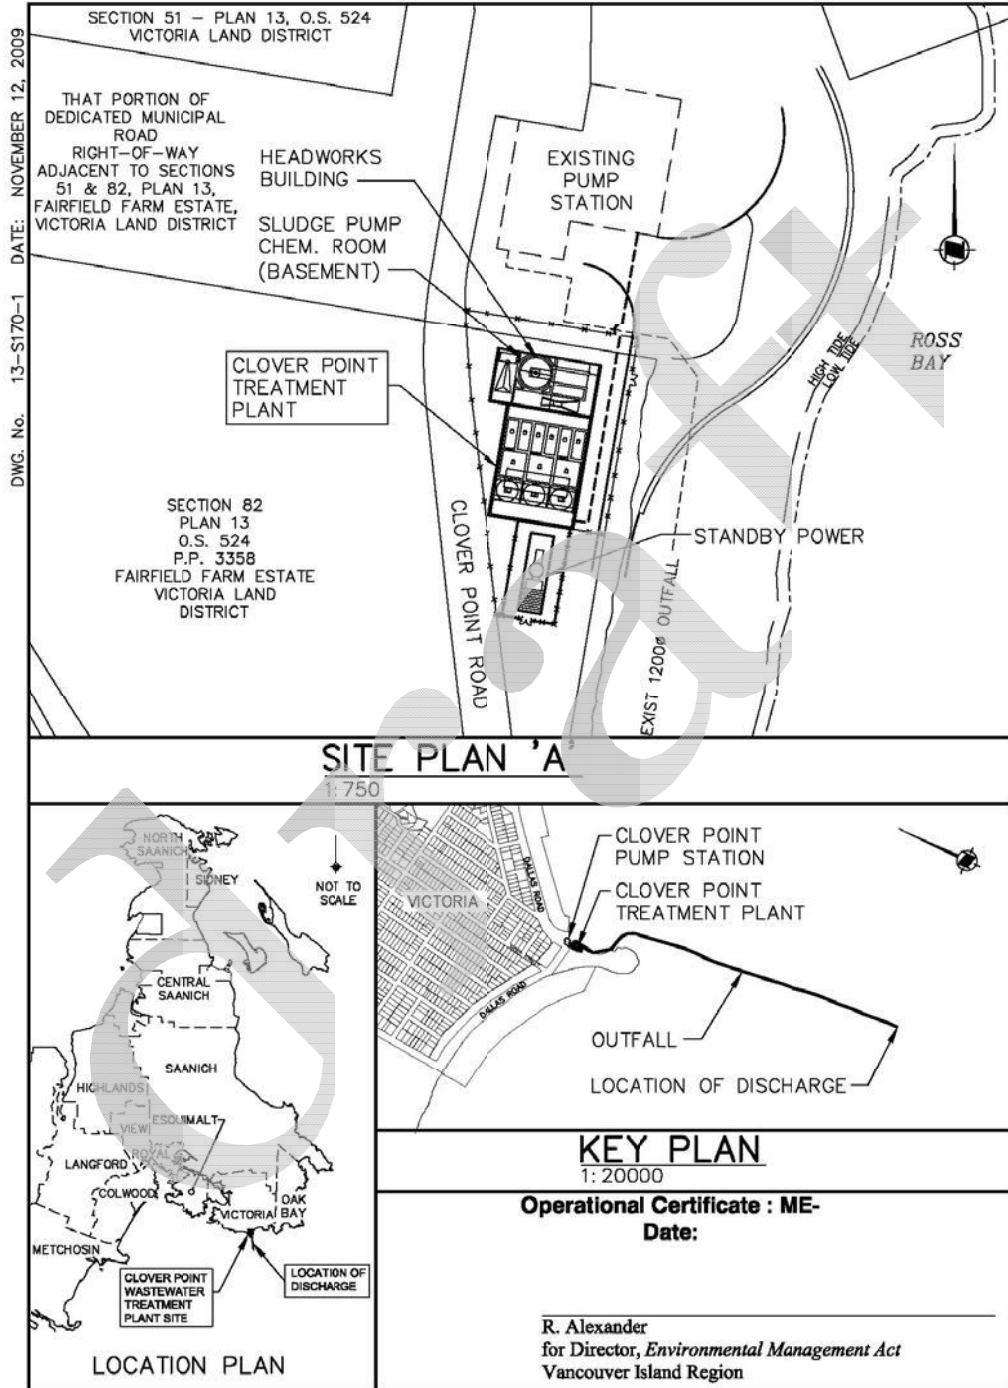 DWG. No. 13-S170-1 DATE: NOVEMBER 12, 2009
SECTION 51 - PLAN 13, O.S. 524
VICTORIA LAND DISTRICT
THAT PORTION OF
DEDICATED MUNICIPAL
ROAD
RIGHT-OF-WAY
ADJACENT TO SECTIONS
51 & 82, PLAN 13,
FAIRFIELD FARM ESTATE,
VICTORIA LAND DISTRICT
HEADWORKS
BUILDING
SLUDGE PUMP
CHEM. ROOM
(BASEMENT)
EXISTING
PUMP
STATION
CLOVER POINT
TREATMENT
PLANT
HIGH TIDE
LOW TIDE
ROSS
BAY
SECTION 82
PLAN 13
O.S. 524
P.P. 3358
FAIRFIELD FARM ESTATE
VICTORIA LAND
DISTRICT
CLOVER POINT ROAD
STANDBY POWER
EXIST 1200ø OUTFALL
SITE PLAN 'A'
1:750
draft
NORTH
SAANICH
SIDNEY
NOT TO
SCALE
CENTRAL
SAANICH
SAANICH
HIGHLANDS
VIEW
ROYAL
ESQUIMALT
LANGFORD
COLWOOD
VICTORIA
OAK
BAY
METCHOSIN
CLOVER POINT
WASTEWATER
TREATMENT
PLANT SITE
LOCATION OF
DISCHARGE
LOCATION PLAN
VICTORIA
DALLAS ROAD
DALLAS ROAD
CLOVER POINT
PUMP STATION
CLOVER POINT
TREATMENT PLANT
OUTFALL
LOCATION OF DISCHARGE
KEY PLAN
1:20000
Operational Certificate : ME-
Date:
R. Alexander
for Director, Environmental Management Act
Vancouver Island Region